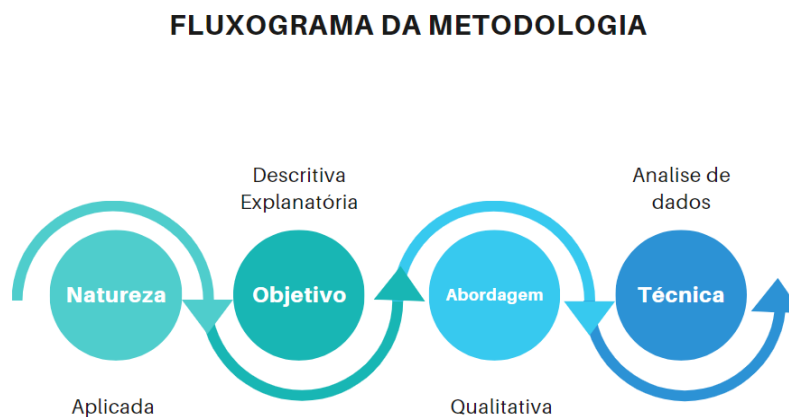 FLUXOGRAMA DA METODOLOGIA
Descritiva
Explanatória
Analise de
dados
Natureza
Objetivo
Abordagem
Técnica
Aplicada
Qualitativa